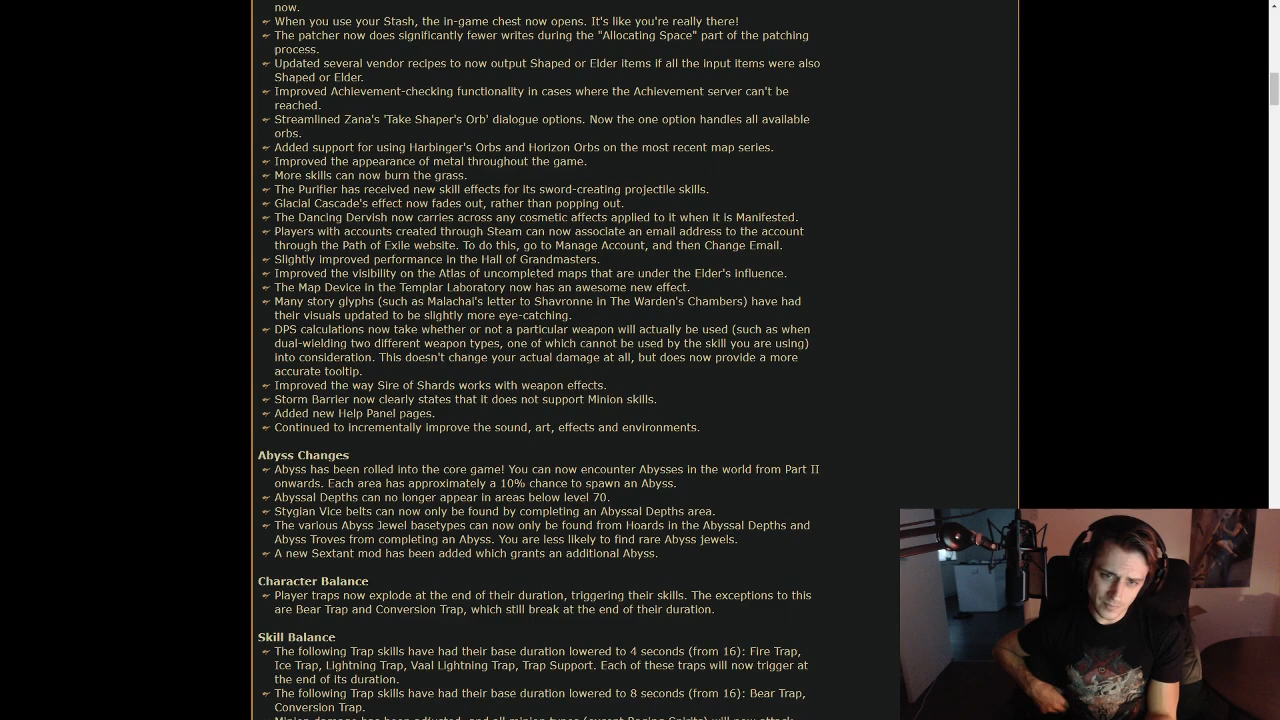 now.
When you use your Stash, the in-game chest now opens. It's like you're really there!
The patcher now does significantly fewer writes during the "Allocating Space" part of the patching
process.
Updated several vendor recipes to now output Shaped or Elder items if all the input items were also
Shaped or Elder.
Improved Achievement-checking functionality in cases where the Achievement server can't be
reached.
Streamlined Zana's 'Take Shaper's Orb' dialogue options. Now the one option handles all available
orbs.
Added support for using Harbinger's Orbs and Horizon Orbs on the most recent map series.
Improved the appearance of metal throughout the game.
More skills can now burn the grass.
The Purifier has received new skill effects for its sword-creating projectile skills.
Glacial Cascade's effect now fades out, rather than popping out.
The Dancing Dervish now carries across any cosmetic affects applied to it when it is Manifested.
Players with accounts created through Steam can now associate an email address to the account
through the Path of Exile website. To do this, go to Manage Account, and then Change Email.
Slightly improved performance in the Hall of Grandmasters.
Improved the visibility on the Atlas of uncompleted maps that are under the Elder's influence.
The Map Device in the Templar Laboratory now has an awesome new effect.
Many story glyphs (such as Malachai's letter to Shavronne in The Warden's Chambers) have had
their visuals updated to be slightly more eye-catching.
DPS calculations now take whether or not a particular weapon will actually be used (such as when
dual-wielding two different weapon types, one of which cannot be used by the skill you are using)
into consideration. This doesn't change your actual damage at all, but does now provide a more
accurate tooltip.
Improved the way Sire of Shards works with weapon effects.
Storm Barrier now clearly states that it does not support Minion skills.
Added new Help Panel pages.
Continued to incrementally improve the sound, art, effects and environments.
Abyss Changes
Abyss has been rolled into the core game! You can now encounter Abysses in the world from Part II
onwards. Each area has approximately a 10% chance to spawn an Abyss.
Abyssal Depths can no longer appear in areas below level 70.
Stygian Vice belts can now only be found by completing an Abyssal Depths area.
The various Abyss Jewel basetypes can now only be found from Hoards in the Abyssal Depths and
Abyss Troves from completing an Abyss. You are less likely to find rare Abyss jewels.
A new Sextant mod has been added which grants an additional Abyss.
Character Balance
Player traps now explode at the end of their duration, triggering their skills. The exceptions to this
are Bear Trap and Conversion Trap, which still break at the end of their duration.
Skill Balance
The following Trap skills have had their base duration lowered to 4 seconds (from 16): Fire Trap,
Ice Trap, Lightning Trap, Vaal Lightning Trap, Trap Support. Each of these traps will now trigger at
the end of its duration.
The following Trap skills have had their base duration lowered to 8 seconds (from 16): Bear Trap,
Conversion Trap.
Minion damage has been adjusted, and all minion types (except Raging Spirits) will now attack